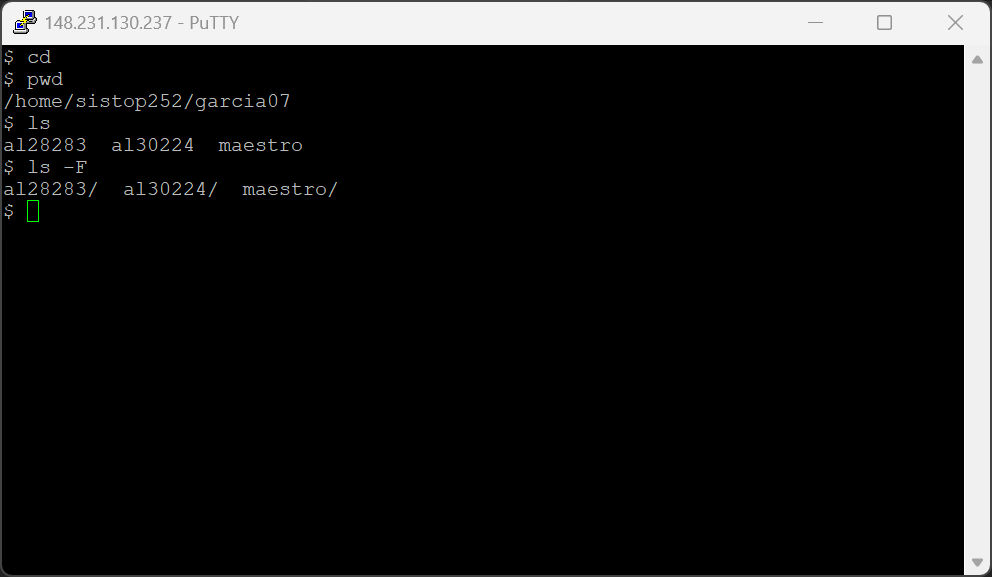 148.231.130.237 - PuTTY
$ cd
$ pwd
/home/sistop252/garcia07
$ ls
al28283  al30224  maestro
$ ls -F
al28283/  al30224/  maestro/
$